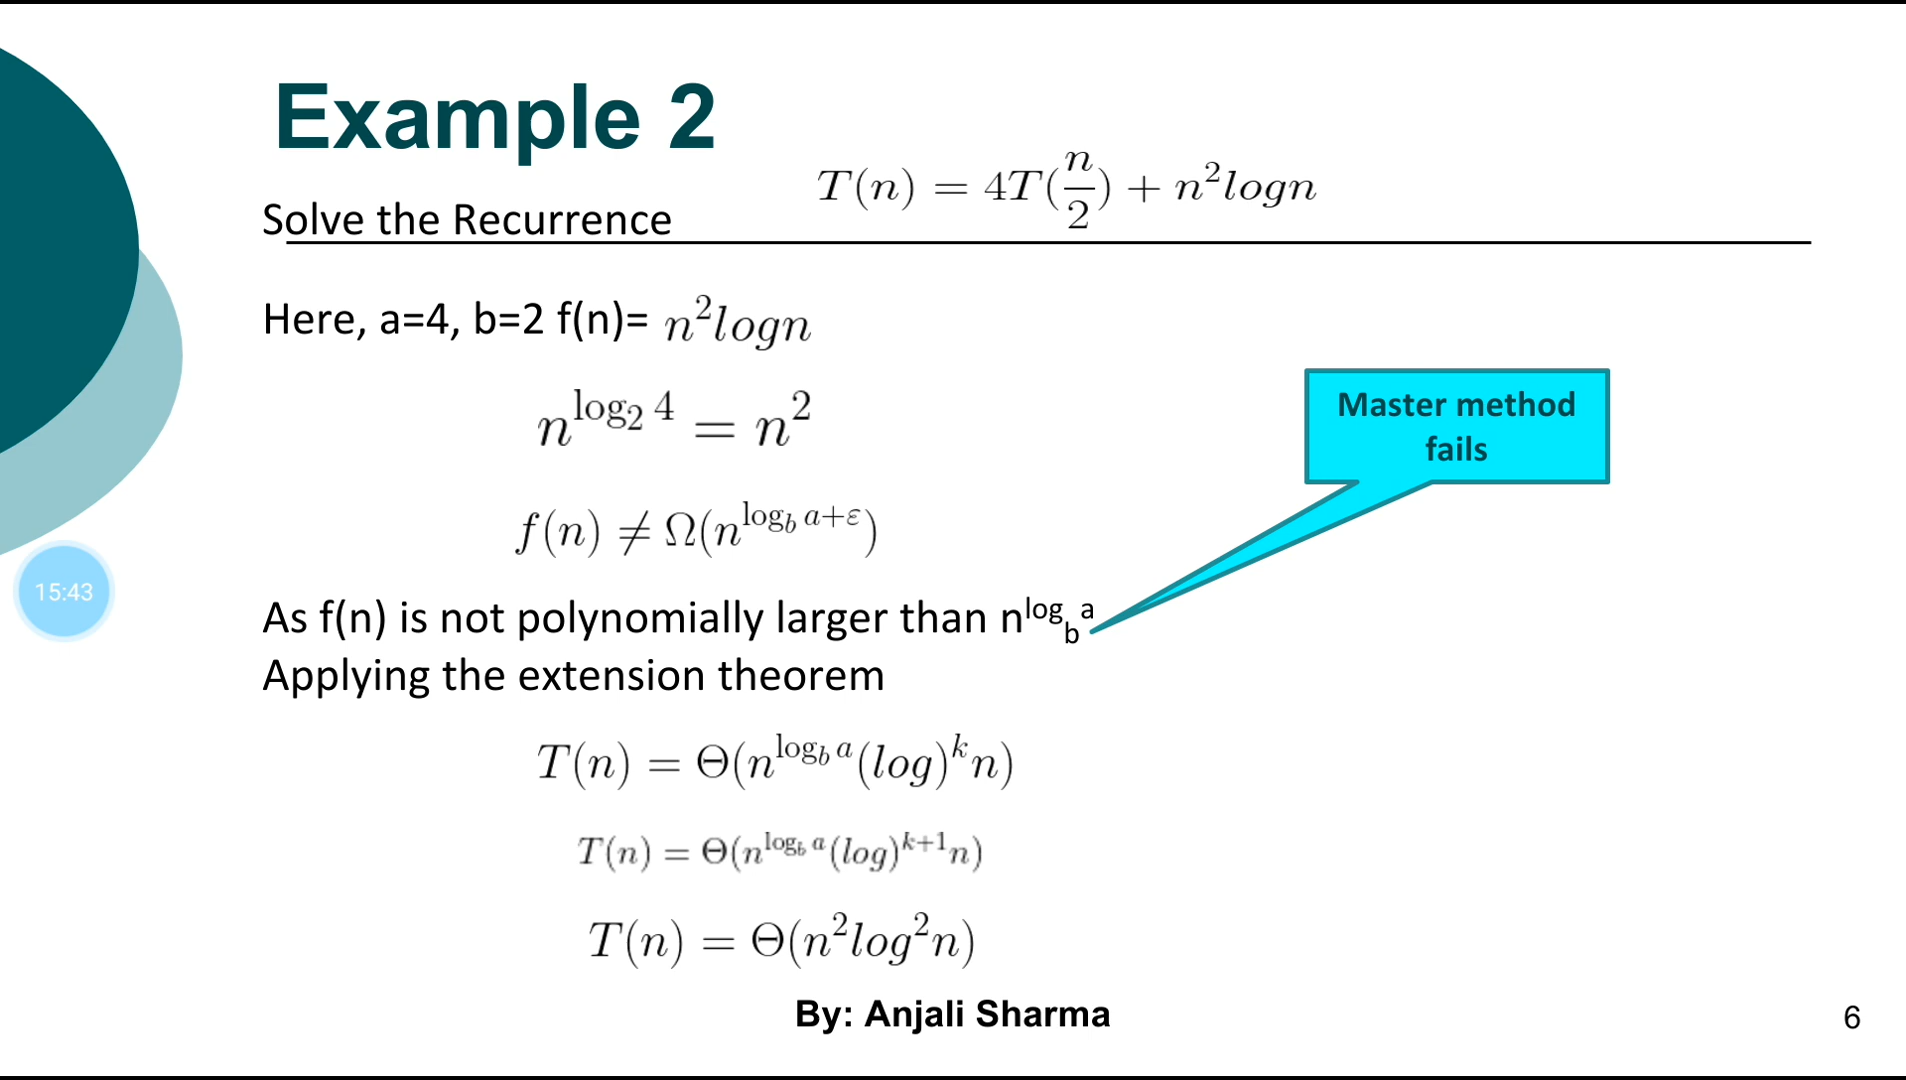 Example 2
Solve the Recurrence
T(n) = 4T(n/2) + n²logn
Here, a=4, b=2 f(n)= n²logn
n^{log₂ 4} = n²
Master method
fails
f(n) ≠ Ω(n^{log_b a+ε})
15:43
As f(n) is not polynomially larger than n^{log_b a}
Applying the extension theorem
T(n) = Θ(n^{log_b a}(log)^k n)
T(n) = Θ(n^{log_b a}(log)^{k+1}n)
T(n) = Θ(n²log²n)
By: Anjali Sharma
6